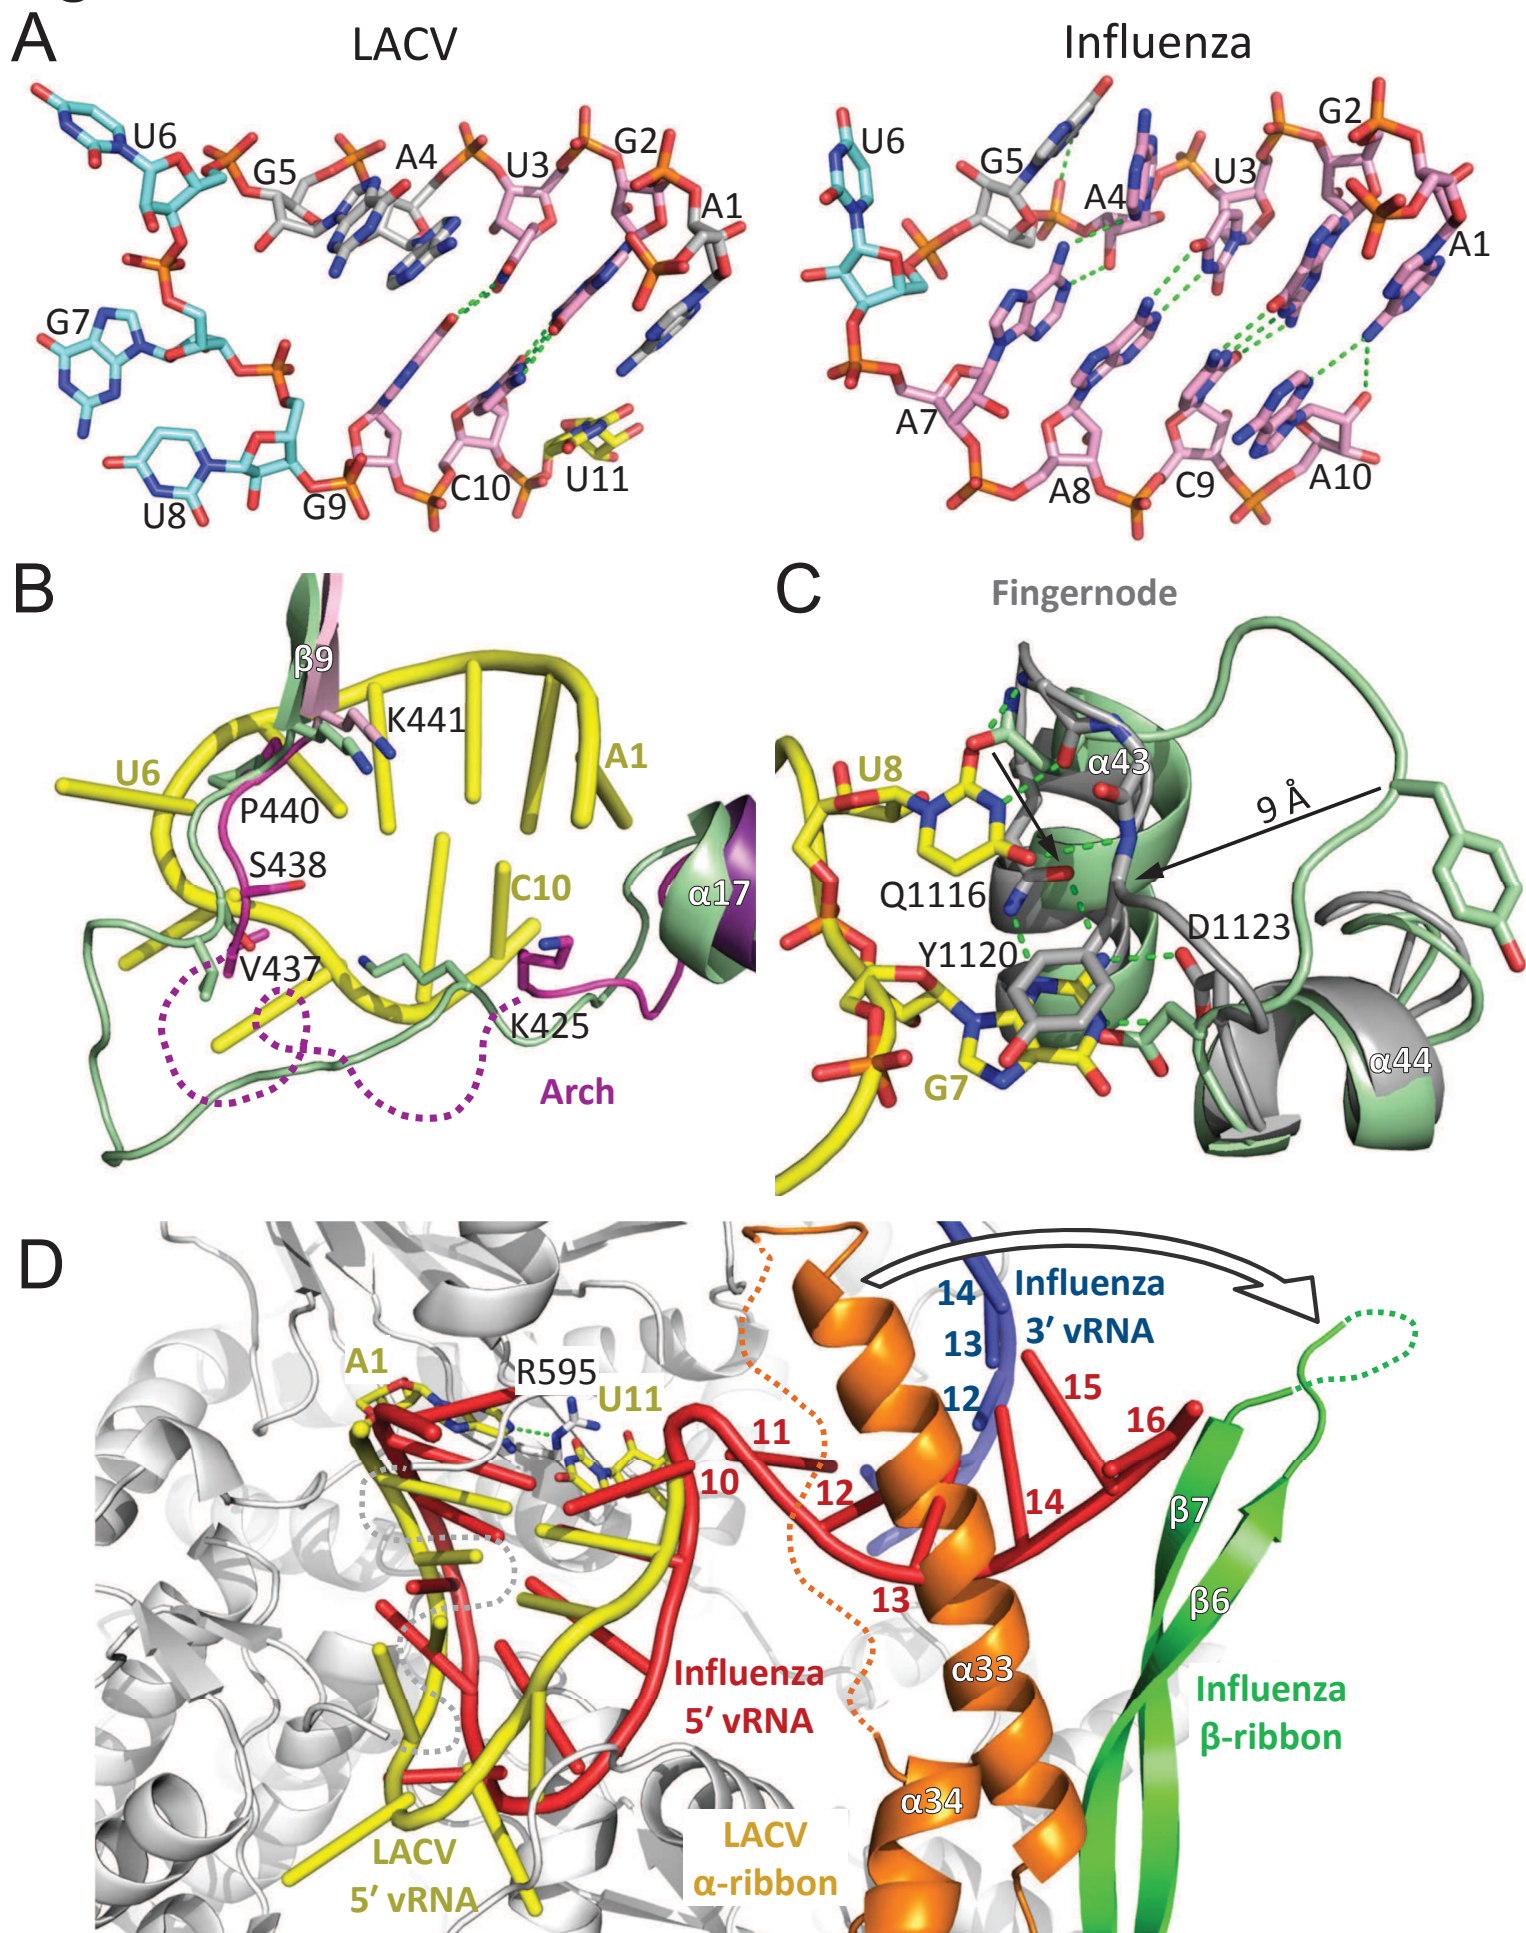 A
LACV
Influenza
U6
G5
A4
U3
G2
A1
G7
U8
G9
C10
U11
U6
G5
A4
U3
G2
A1
A7
A8
C9
A10
B
β9
K441
U6
A1
P440
S438
C10
α17
V437
K425
Arch
C
Fingernode
U8
α43
9 Å
Q1116
Y1120
D1123
G7
α44
D
A1
R595
U11
14
13
12
Influenza
3′ vRNA
15
16
11
10
12
14
13
β7
β6
α33
α34
Influenza
5′ vRNA
Influenza
β-ribbon
LACV
5′ vRNA
LACV
α-ribbon